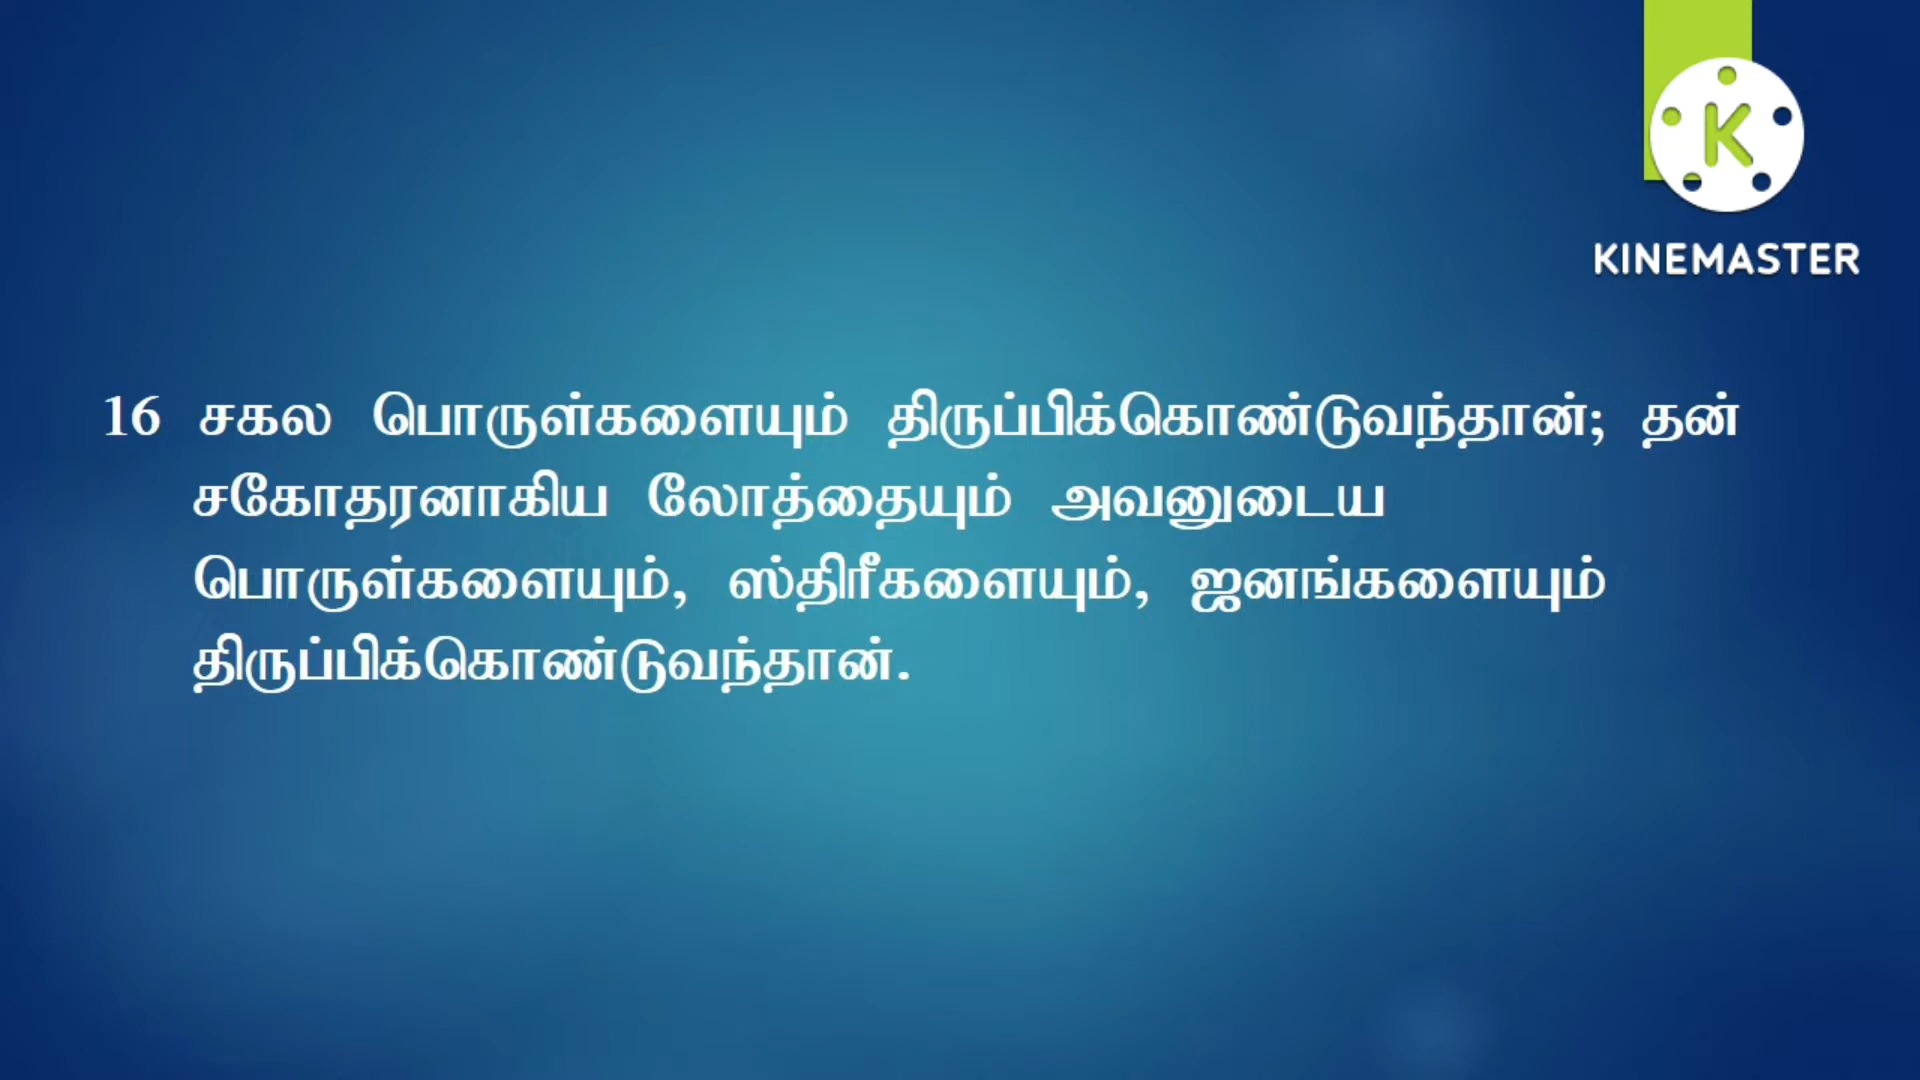 KINEMASTER
16 சகல பொருள்களையும் திருப்பிக்கொண்டுவந்தான்; தன்
சகோதரனாகிய லோத்தையும் அவனுடைய
பொருள்களையும், ஸ்திரீகளையும், ஜனங்களையும்
திருப்பிக்கொண்டுவந்தான்.